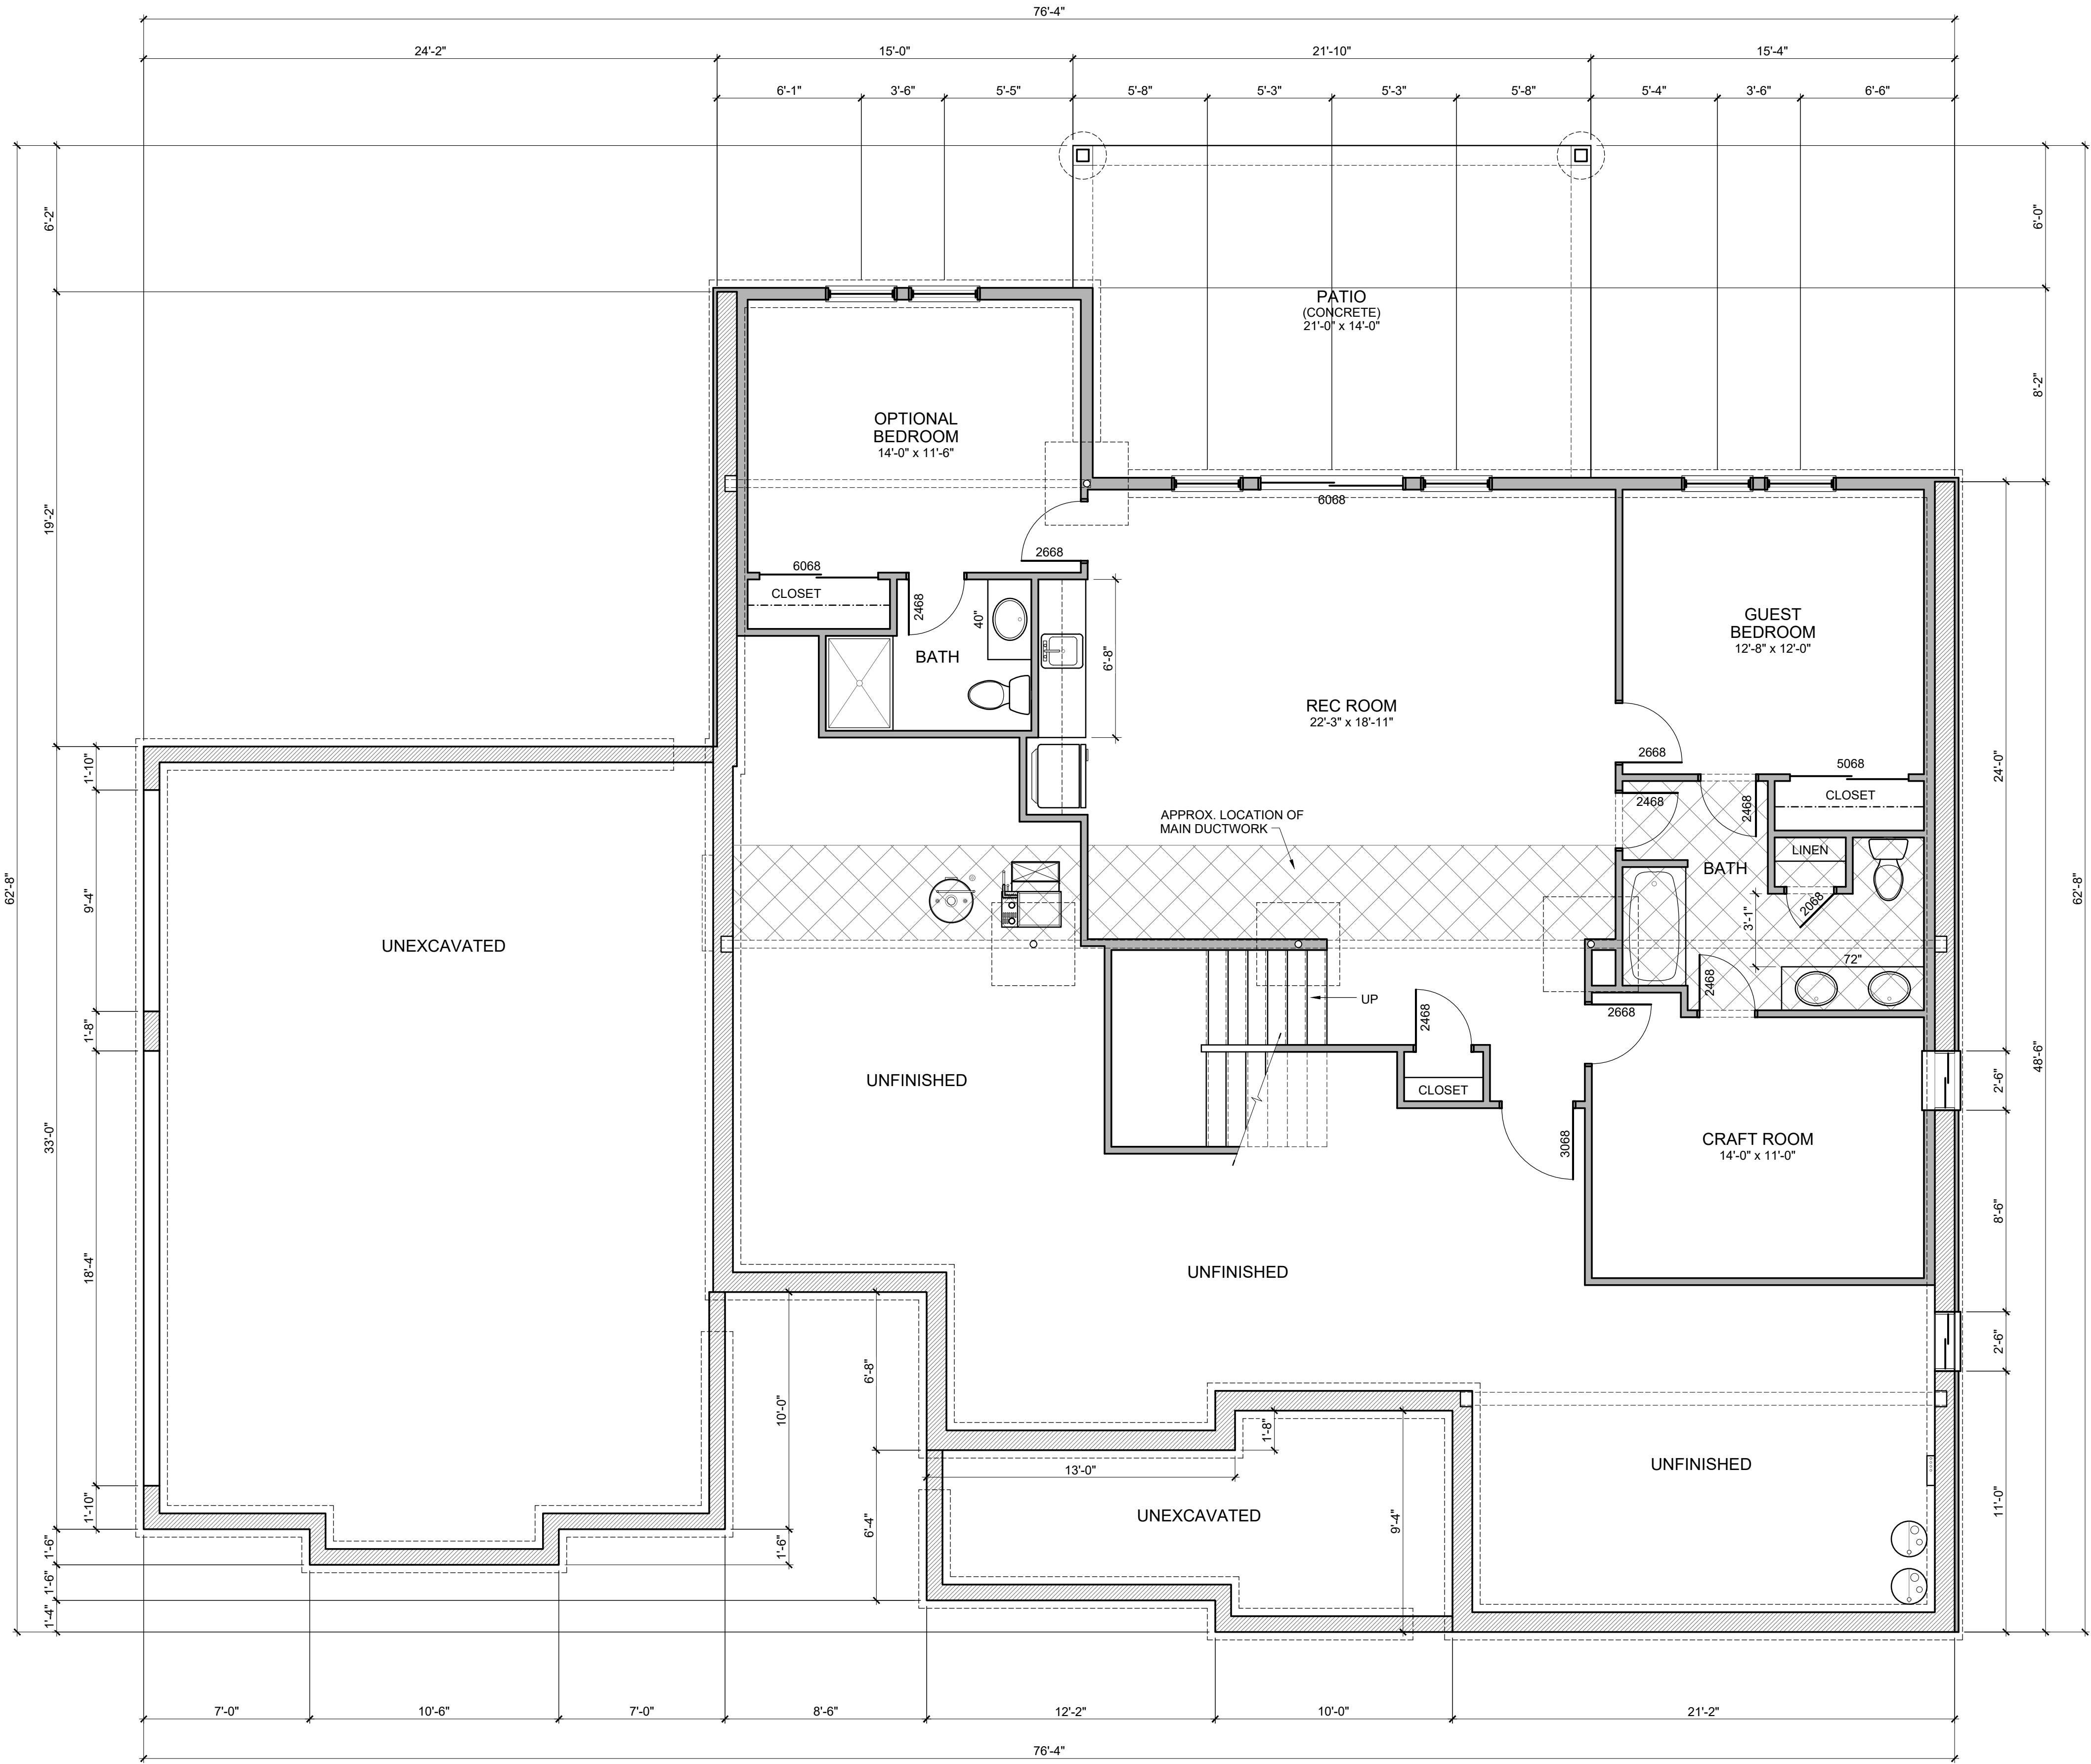 76'-4"
24'-2"
15'-0"
21'-10"
15'-4"
6'-1"
3'-6"
5'-5"
5'-8"
5'-3"
5'-3"
5'-8"
5'-4"
3'-6"
6'-6"
6'-2"
6'-0"
PATIO
(CONCRETE)
21'-0" x 14'-0"
8'-2"
OPTIONAL
BEDROOM
14'-0" x 11'-6"
6068
19'-2"
2668
6068
CLOSET
2468
40"
BATH
6'-8"
GUEST
BEDROOM
12'-8" x 12'-0"
REC ROOM
22'-3" x 18'-11"
2668
5068
24'-0"
1'-10"
2468
2468
CLOSET
APPROX. LOCATION OF
MAIN DUCTWORK
LINEN
BATH
62'-8"
62'-8"
9'-4"
2068
3'-1"
UNEXCAVATED
72"
2468
UP
2468
2668
1'-8"
48'-6"
UNFINISHED
CLOSET
2'-6"
33'-0"
3068
CRAFT ROOM
14'-0" x 11'-0"
8'-6"
18'-4"
UNFINISHED
2'-6"
6'-8"
10'-0"
1'-8"
13'-0"
UNFINISHED
UNEXCAVATED
9'-4"
11'-0"
1'-10"
6'-4"
1'-6"
1'-6"
1'-6"
1'-4"
7'-0"
10'-6"
7'-0"
8'-6"
12'-2"
10'-0"
21'-2"
76'-4"